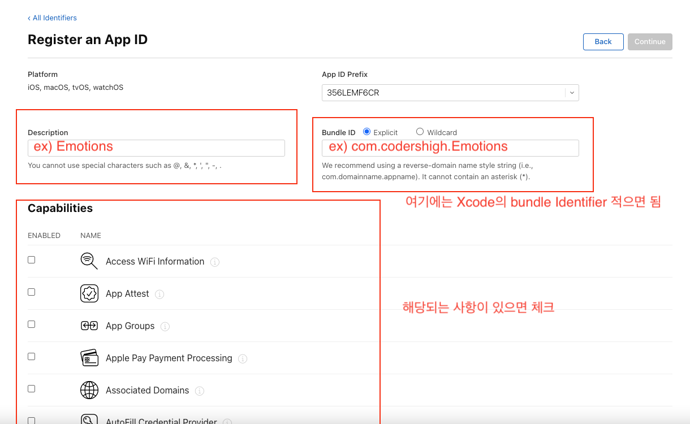 ‹ All Identifiers
Register an App ID
Back
Continue
Platform
iOS, macOS, tvOS, watchOS
App ID Prefix
356LEMF6CR
Description
ex) Emotions
You cannot use special characters such as @, &, *, ', ", -, .
Bundle ID
Explicit
Wildcard
ex) com.codershigh.Emotions
We recommend using a reverse-domain name style string (i.e.,
com.domainname.appname). It cannot contain an asterisk (*).
여기에는 Xcode의 bundle Identifier 적으면 됨
Capabilities
ENABLED
NAME
Access WiFi Information
App Attest
해당되는 사항이 있으면 체크
App Groups
Apple Pay Payment Processing
Associated Domains
AutoFill Credential Provider